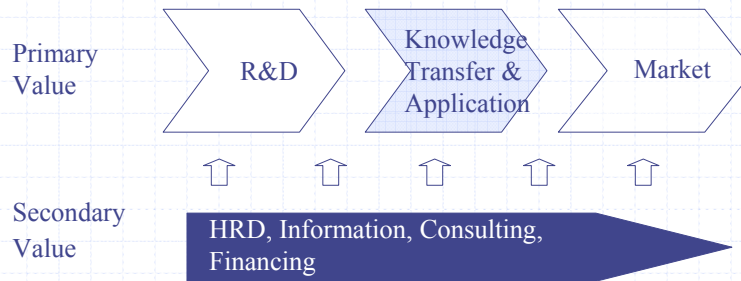 Primary
Value
R&D
Knowledge
Transfer &
Application
Market
Secondary
Value
HRD, Information, Consulting,
Financing